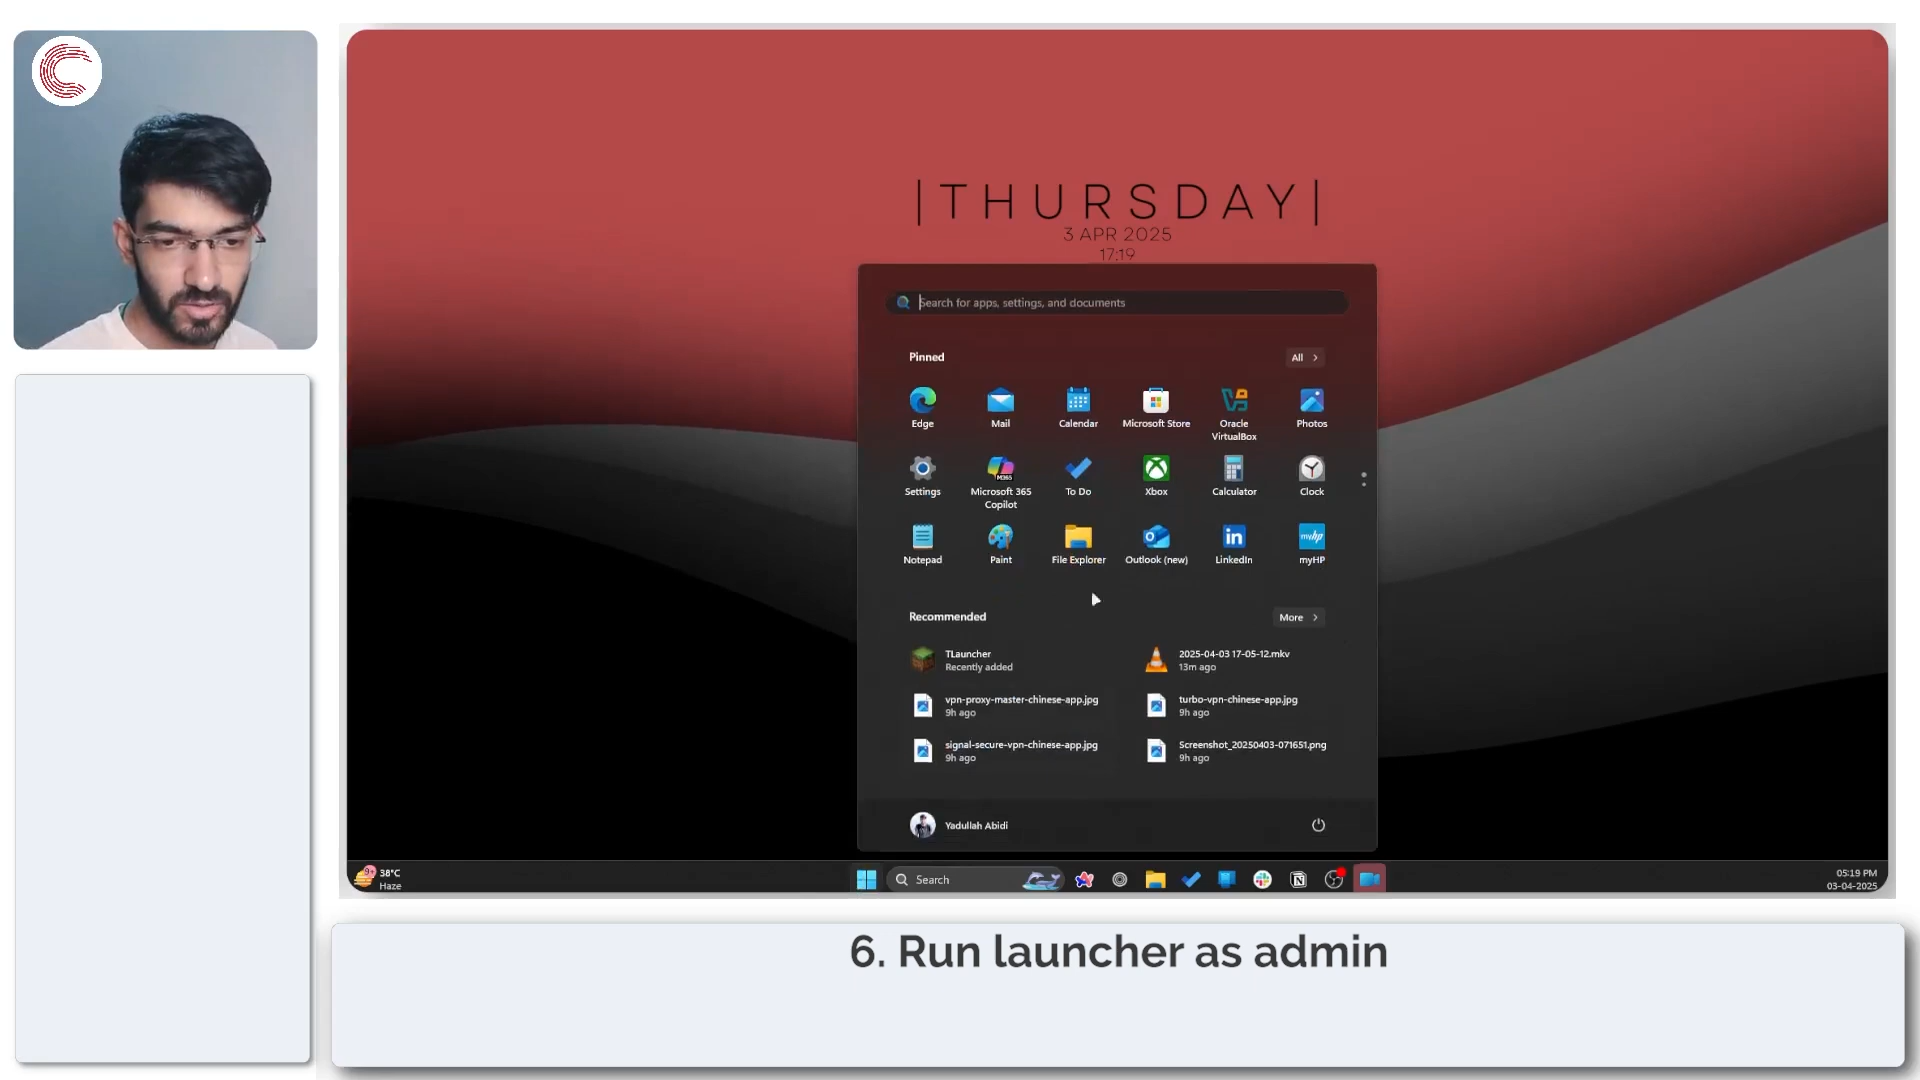 |THURSDAY|
3 APR 2025
17:19
Search for apps, settings, and documents
Pinned
All
Edge
Mail
Calendar
Microsoft Store
Oracle
VirtualBox
Photos
Settings
M365
Microsoft 365
Copilot
To Do
Xbox
Calculator
Clock
Notepad
Paint
File Explorer
Outlook (new)
LinkedIn
myHP
Recommended
More
TLauncher
Recently added
2025-04-03 17-05-12.mkv
13m ago
vpn-proxy-master-chinese-app.jpg
9h ago
turbo-vpn-chinese-app.jpg
9h ago
signal-secure-vpn-chinese-app.jpg
9h ago
Screenshot_20250403-071651.png
9h ago
Yadullah Abidi
9+
38°C
Haze
Search
05:19 PM
03-04-2025
6. Run launcher as admin